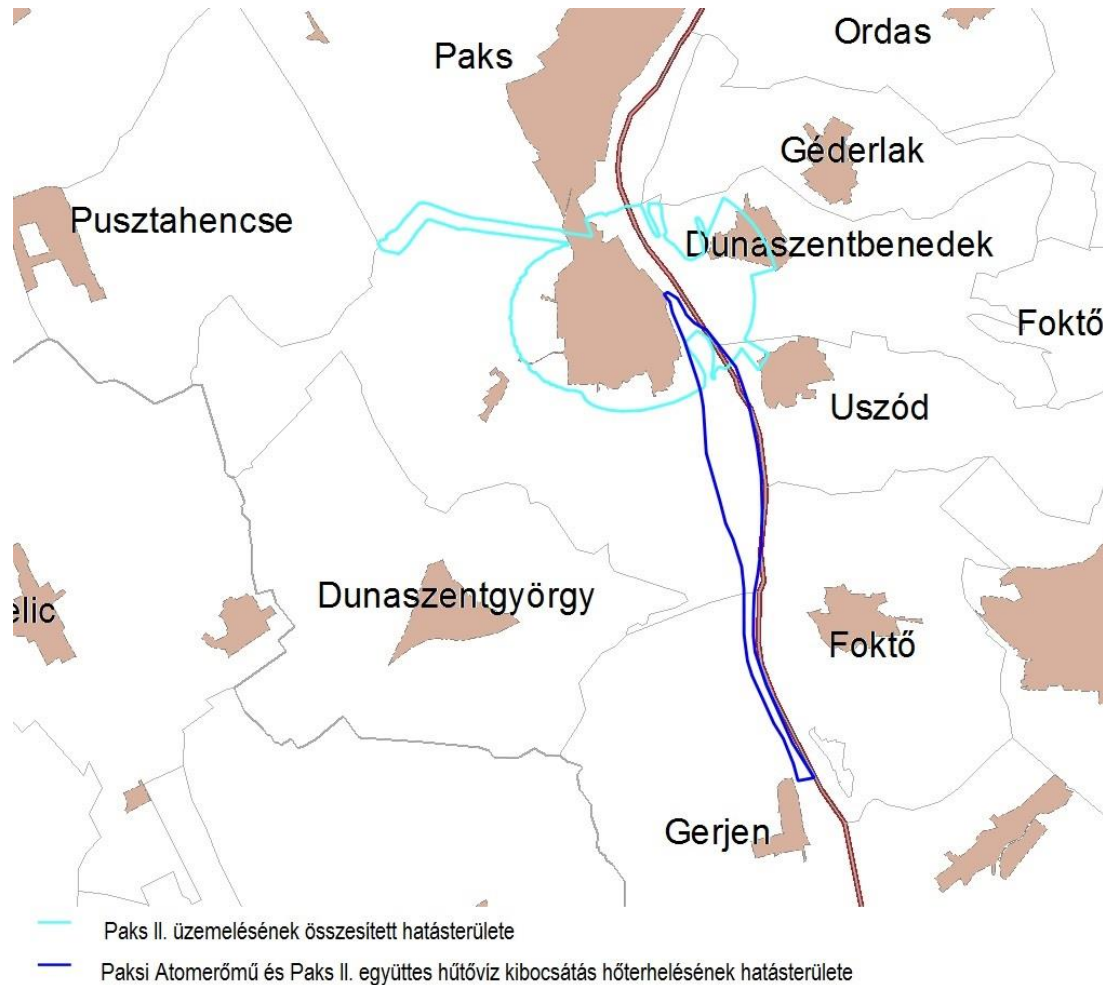 Ordas
Paks
Géderlak
Pusztahencse
Dunaszentbenedek
Foktő
Uszód
elic
Dunaszentgyörgy
Foktő
Gerjen
Paks II. üzemelésének összesített hatásterülete
Paksi Atomerőmű és Paks II. együttes hűtővíz kibocsátás hőterhelésének hatásterülete